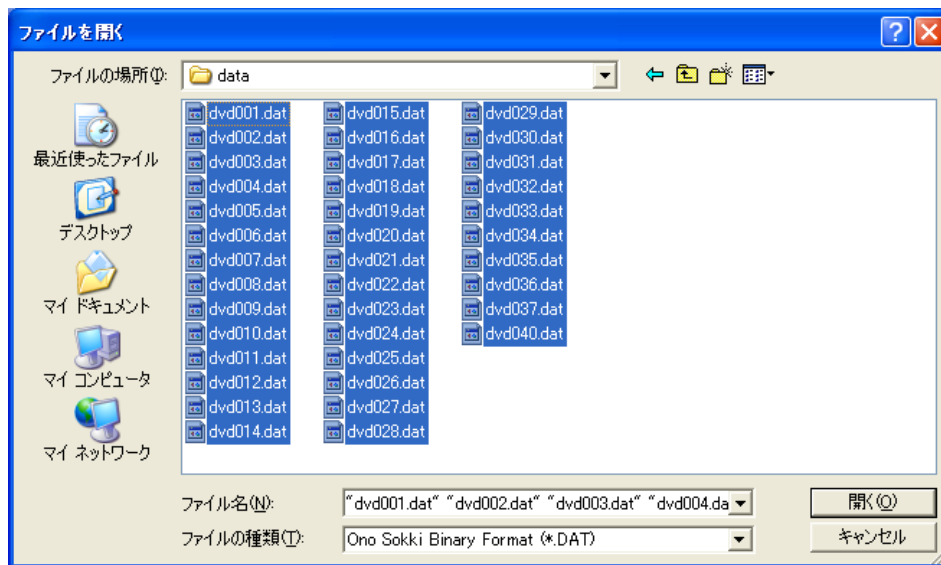 ファイルを開く
ファイルの場所(I):
data
最近使ったファイル
デスクトップ
マイ ドキュメント
マイ コンピュータ
マイ ネットワーク
dvd001.dat
dvd002.dat
dvd003.dat
dvd004.dat
dvd005.dat
dvd006.dat
dvd007.dat
dvd008.dat
dvd009.dat
dvd010.dat
dvd011.dat
dvd012.dat
dvd013.dat
dvd014.dat
dvd015.dat
dvd016.dat
dvd017.dat
dvd018.dat
dvd019.dat
dvd020.dat
dvd021.dat
dvd022.dat
dvd023.dat
dvd024.dat
dvd025.dat
dvd026.dat
dvd027.dat
dvd028.dat
dvd029.dat
dvd030.dat
dvd031.dat
dvd032.dat
dvd033.dat
dvd034.dat
dvd035.dat
dvd036.dat
dvd037.dat
dvd040.dat
ファイル名(N):
"dvd001.dat" "dvd002.dat" "dvd003.dat" "dvd004.da
開く(O)
ファイルの種類(T):
Ono Sokki Binary Format (*.DAT)
キャンセル